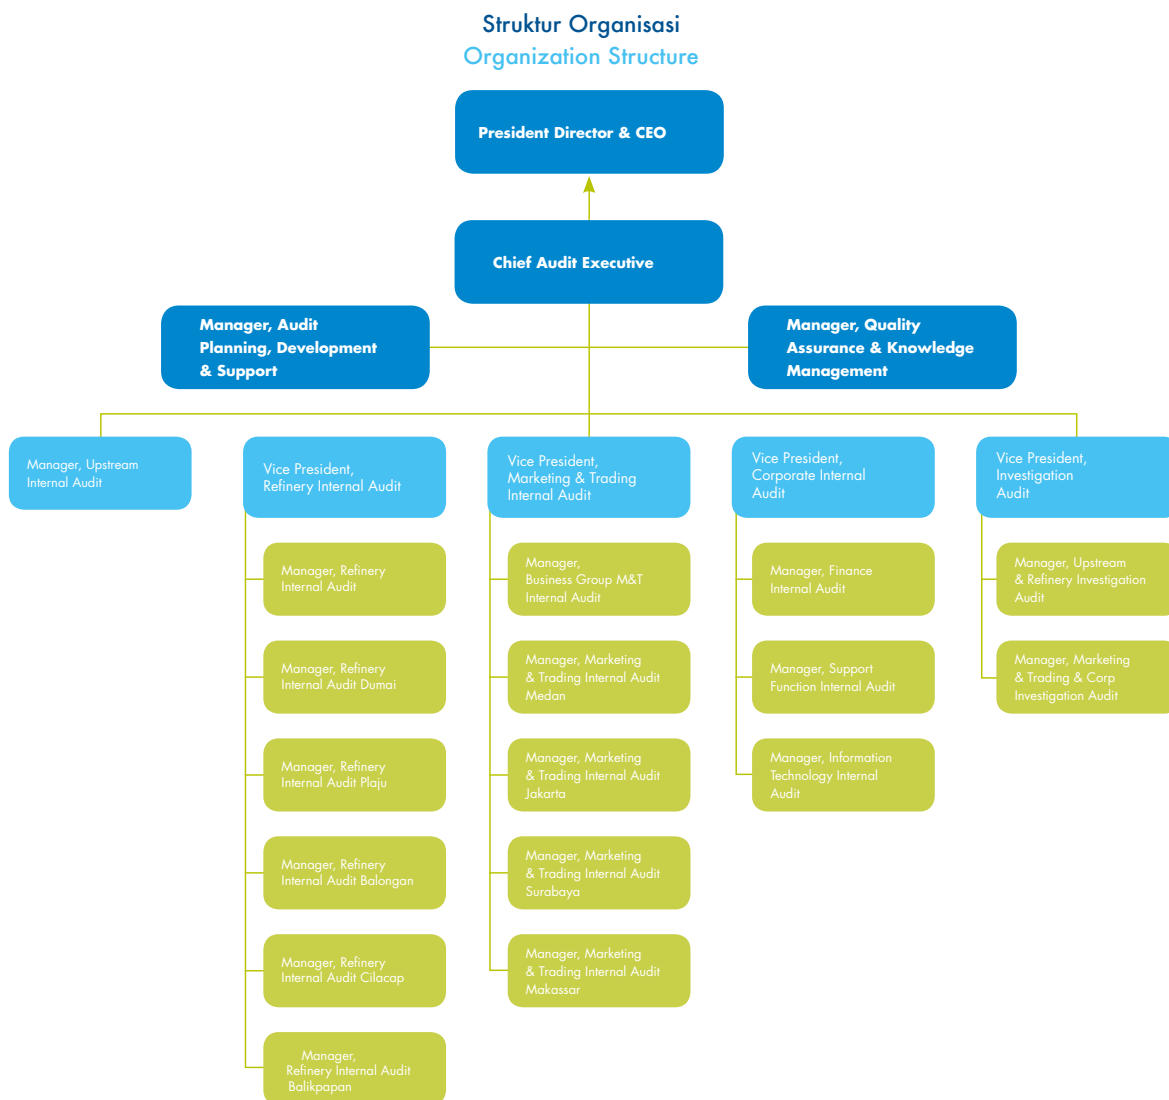 Struktur Organisasi
Organization Structure
President Director & CEO
Chief Audit Executive
Manager, Audit
Planning, Development
& Support
Manager, Quality
Assurance & Knowledge
Management
Manager, Upstream
Internal Audit
Vice President,
Refinery Internal Audit
Manager, Refinery
Internal Audit
Manager, Refinery
Internal Audit Dumai
Manager, Refinery
Internal Audit Plaju
Manager, Refinery
Internal Audit Balongan
Manager, Refinery
Internal Audit Cilacap
Manager,
Refinery Internal Audit
Balikpapan
Vice President,
Marketing & Trading
Internal Audit
Manager,
Business Group M&T
Internal Audit
Manager, Marketing
& Trading Internal Audit
Medan
Manager, Marketing
& Trading Internal Audit
Jakarta
Manager, Marketing
& Trading Internal Audit
Surabaya
Manager, Marketing
& Trading Internal Audit
Makassar
Vice President,
Corporate Internal
Audit
Manager, Finance
Internal Audit
Manager, Support
Function Internal Audit
Manager, Information
Technology Internal
Audit
Vice President,
Investigation
Audit
Manager, Upstream
& Refinery Investigation
Audit
Manager, Marketing
& Trading & Corp
Investigation Audit